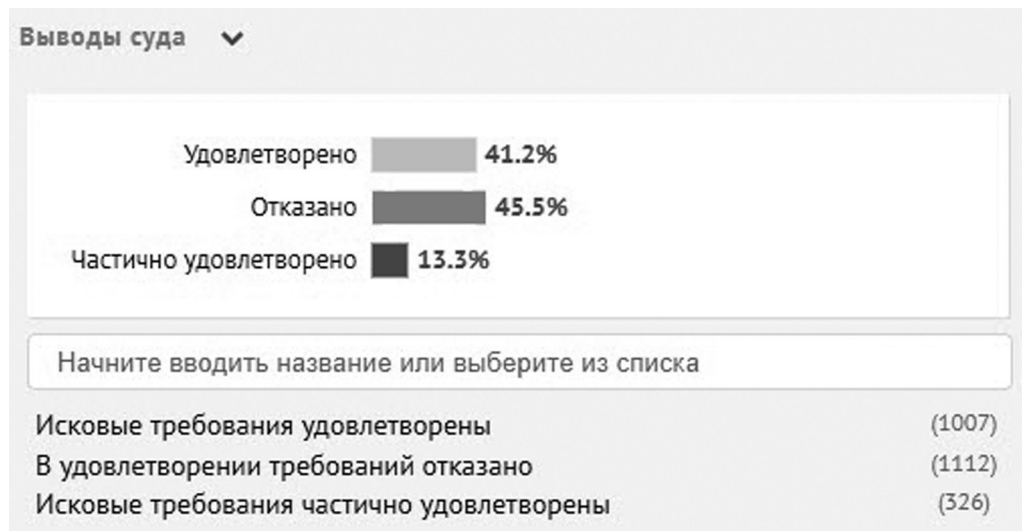 Выводы суда
Удовлетворено 41.2%
Отказано 45.5%
Частично удовлетворено 13.3%
Начните вводить название или выберите из списка
Исковые требования удовлетворены (1007)
В удовлетворении требований отказано (1112)
Исковые требования частично удовлетворены (326)